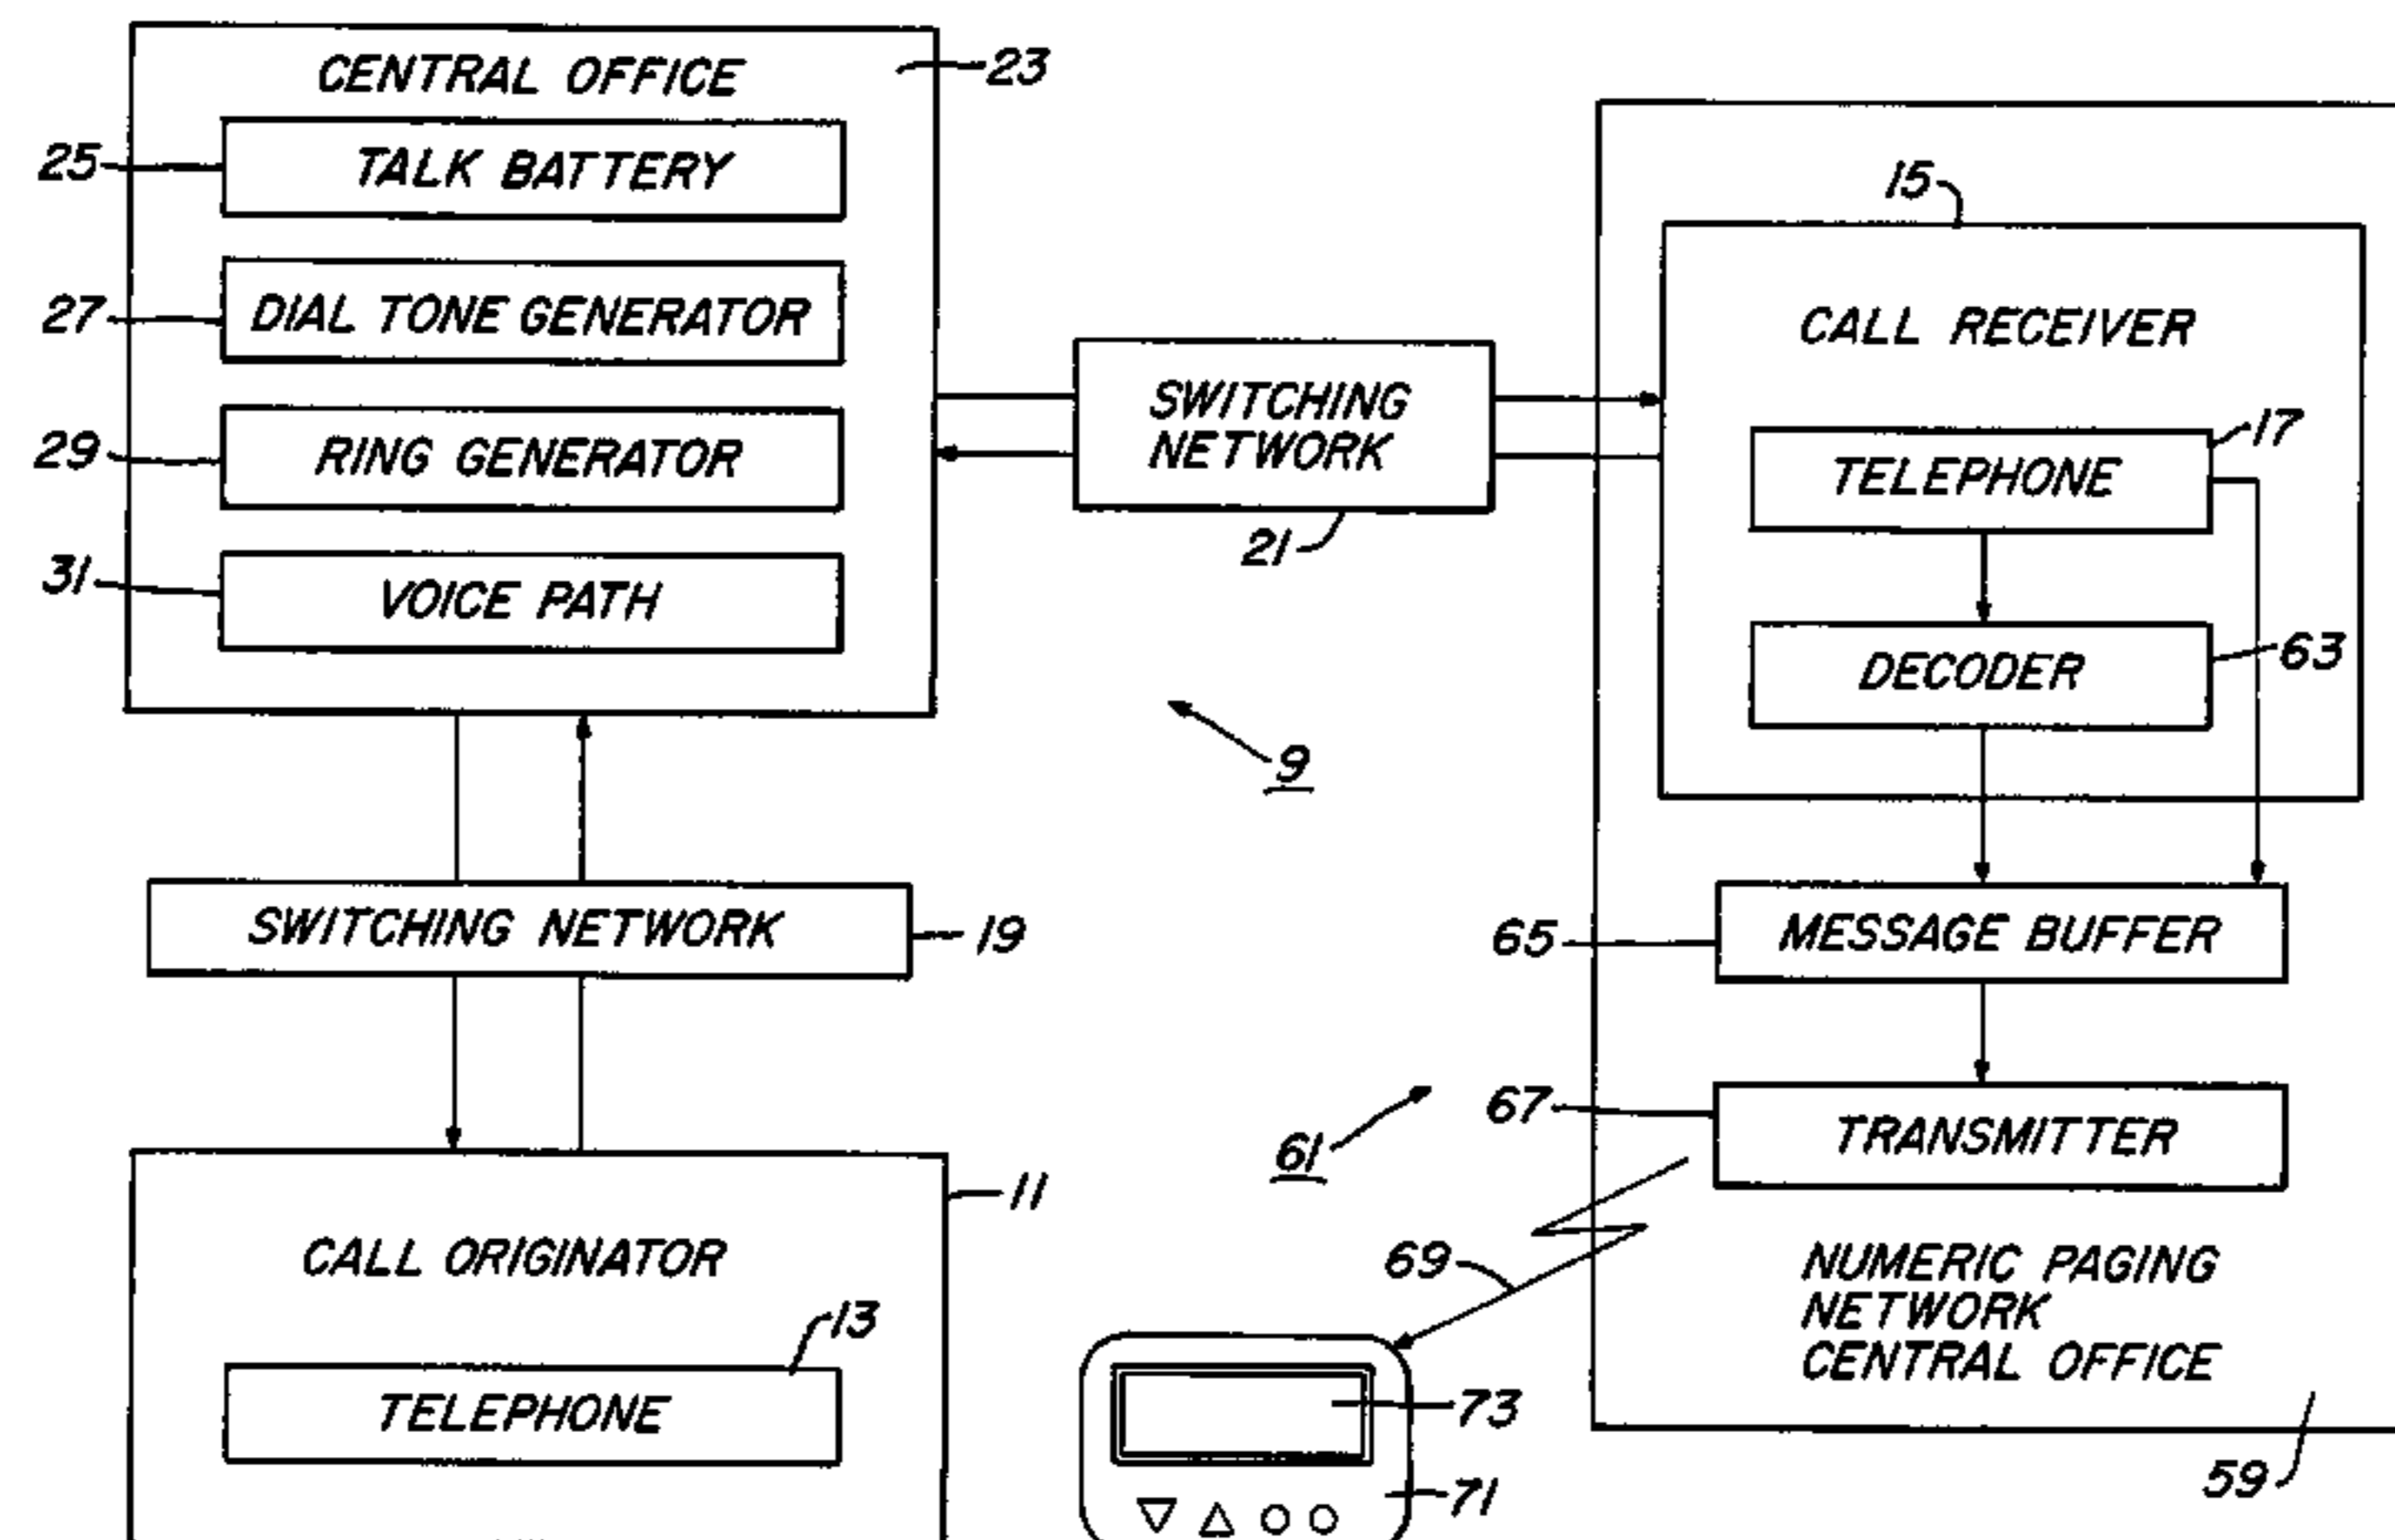 CENTRAL OFFICE
23
25
TALK BATTERY
27
DIAL TONE GENERATOR
29
RING GENERATOR
31
VOICE PATH
SWITCHING
NETWORK
21
15
CALL RECEIVER
17
TELEPHONE
DECODER
63
9
SWITCHING NETWORK
19
65
MESSAGE BUFFER
67
TRANSMITTER
61
69
NUMERIC PAGING
NETWORK
CENTRAL OFFICE
59
11
CALL ORIGINATOR
13
TELEPHONE
73
71